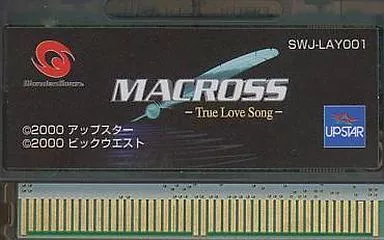 SWJ-LAY001
WonderSwan
MACROSS
–True Love Song–
©2000 アップスター
©2000 ビックウエスト
UPSTAR